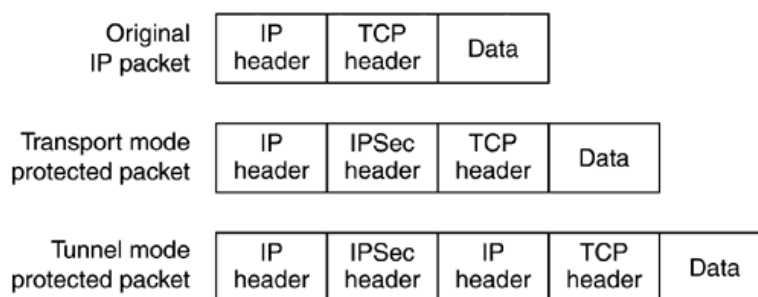 Original
IP packet
IP
header
TCP
header
Data
Transport mode
protected packet
IP
header
IPSec
header
TCP
header
Data
Tunnel mode
protected packet
IP
header
IPSec
header
IP
header
TCP
header
Data